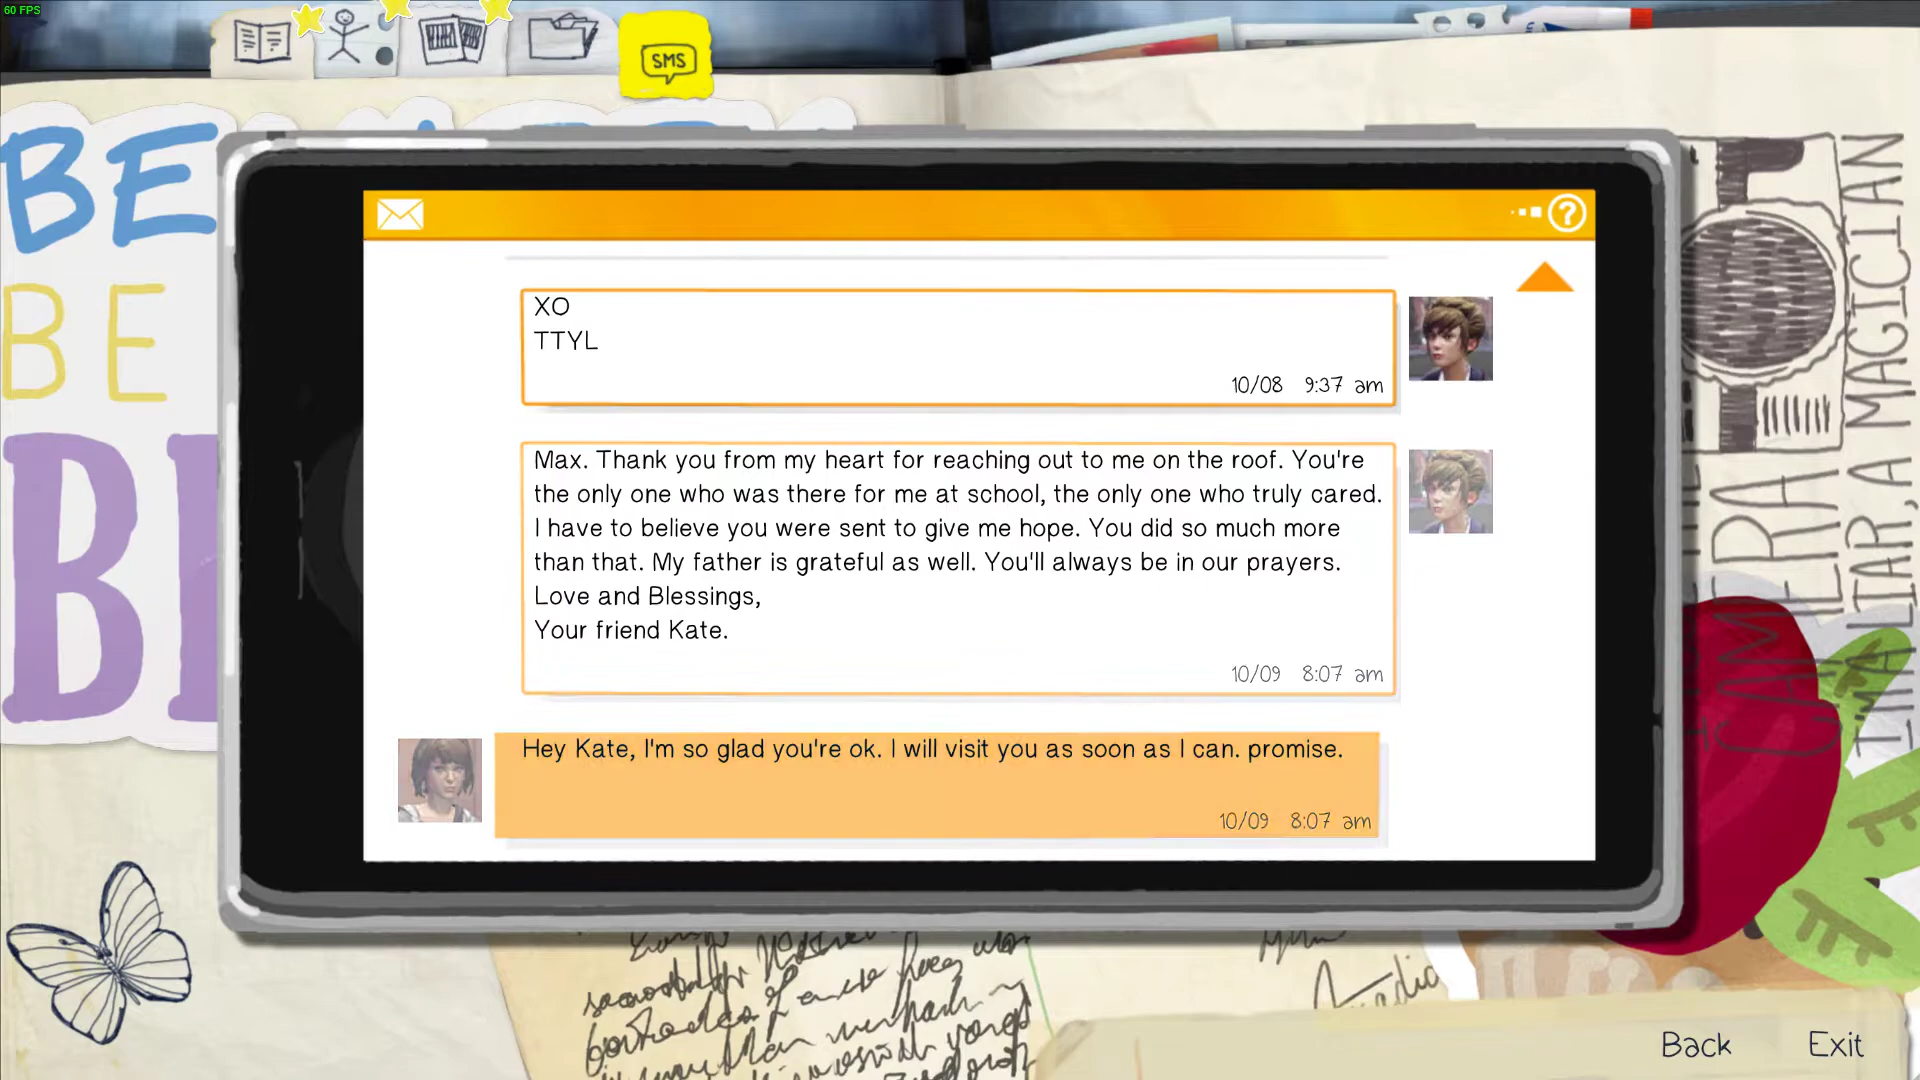 60 FPS
SMS
BE
BE
XO
TTYL
10/08 9:37 am
Max. Thank you from my heart for reaching out to me on the roof. You're
the only one who was there for me at school, the only one who truly cared.
I have to believe you were sent to give me hope. You did so much more
than that. My father is grateful as well. You'll always be in our prayers.
Love and Blessings,
Your friend Kate.
10/09 8:07 am
Hey Kate, I'm so glad you're ok. I will visit you as soon as I can. promise.
10/09 8:07 am
LIAR, A MAGICIAN
Back Exit